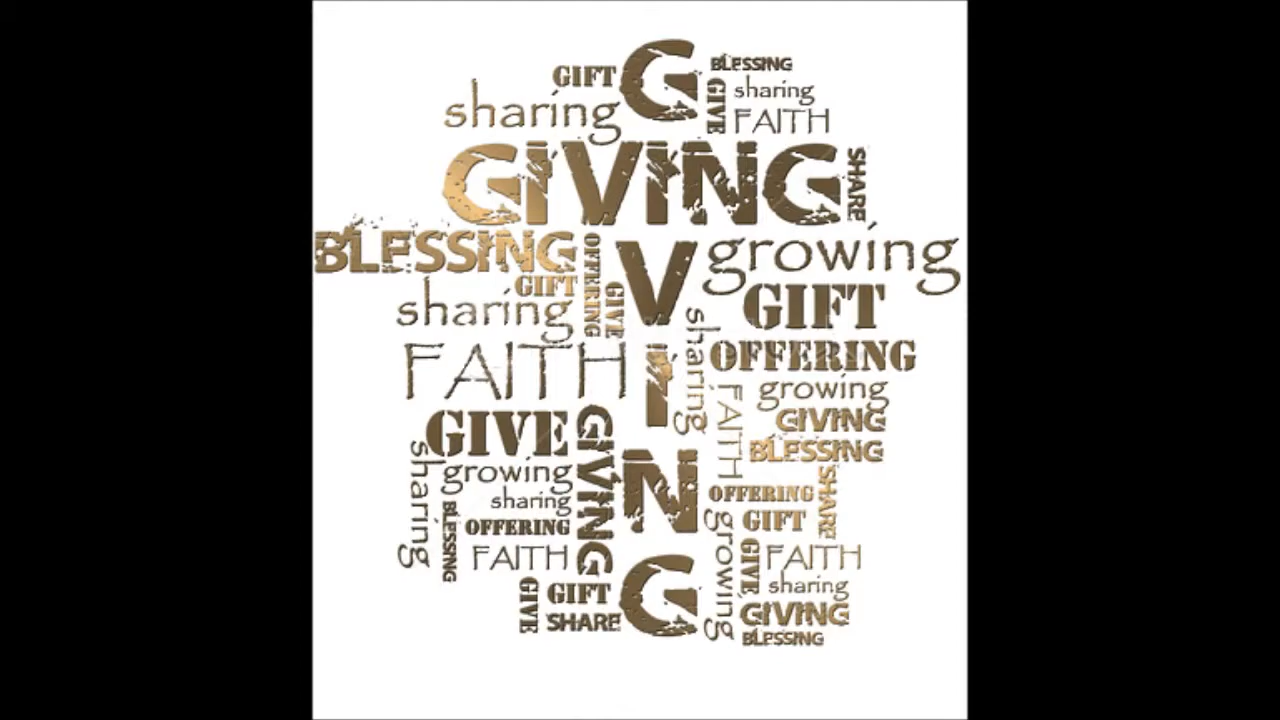 GIFT
G
BLESSING
sharing
GIVE
sharing
FAITH
GIVING
SHARE
BLESSING
OFFERING
V
growing
GIFT
GIVE
GIFT
sharing
sharing
OFFERING
FAITH
I
growing
FAITH
GIVING
GIVE
GIVING
BLESSING
sharing
growing
N
SHARE
OFFERING
sharing
BLESSING
growing
GIFT
OFFERING
FAITH
GIVE
FAITH
G
sharing
GIVE
GIFT
GIVING
SHARE
BLESSING